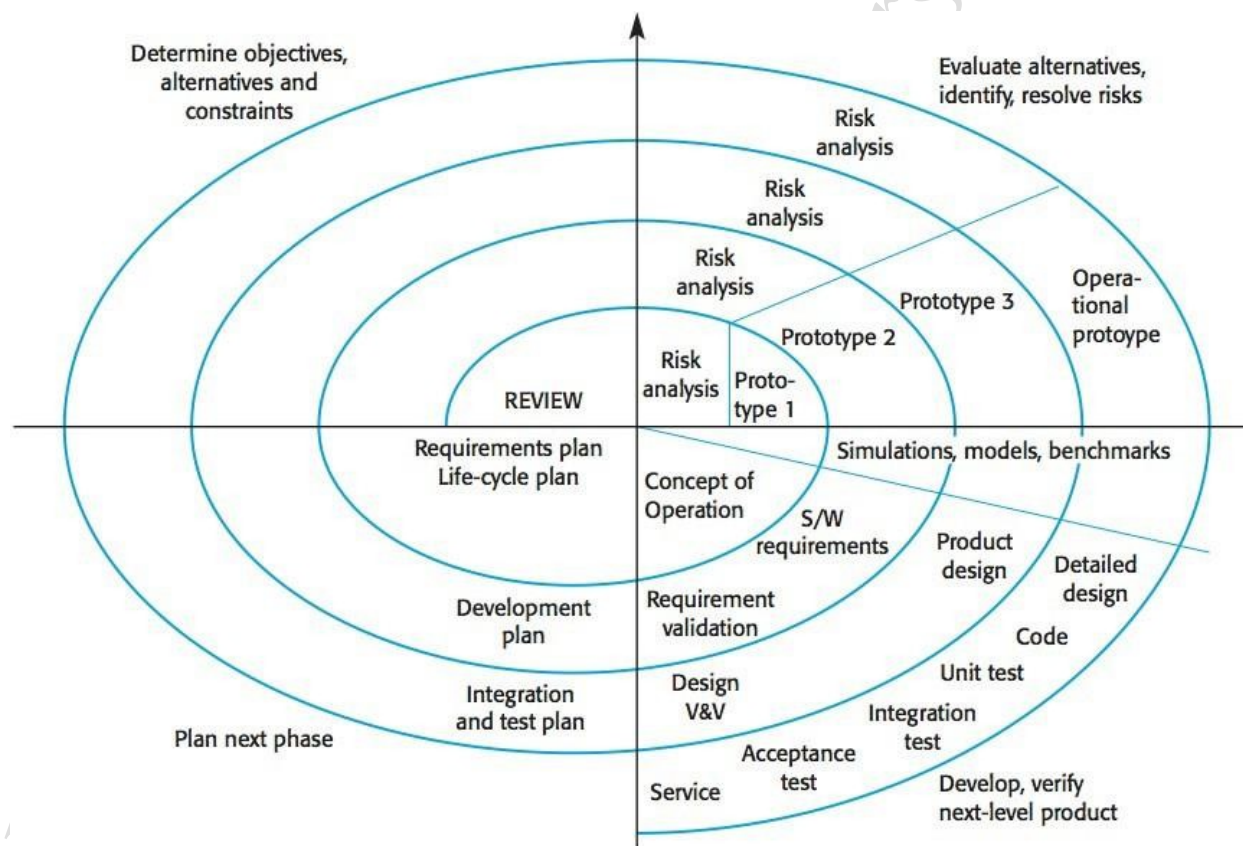 Determine objectives,
alternatives and
constraints
Evaluate alternatives,
identify, resolve risks
Risk
analysis
Risk
analysis
Risk
analysis
Risk
analysis
Proto-
type 1
Prototype 2
Prototype 3
Opera-
tional
protoype
REVIEW
Requirements plan
Life-cycle plan
Simulations, models, benchmarks
Concept of
Operation
S/W
requirements
Product
design
Detailed
design
Development
plan
Requirement
validation
Code
Unit test
Integration
and test plan
Design
V&V
Integration
test
Acceptance
test
Service
Plan next phase
Develop, verify
next-level product